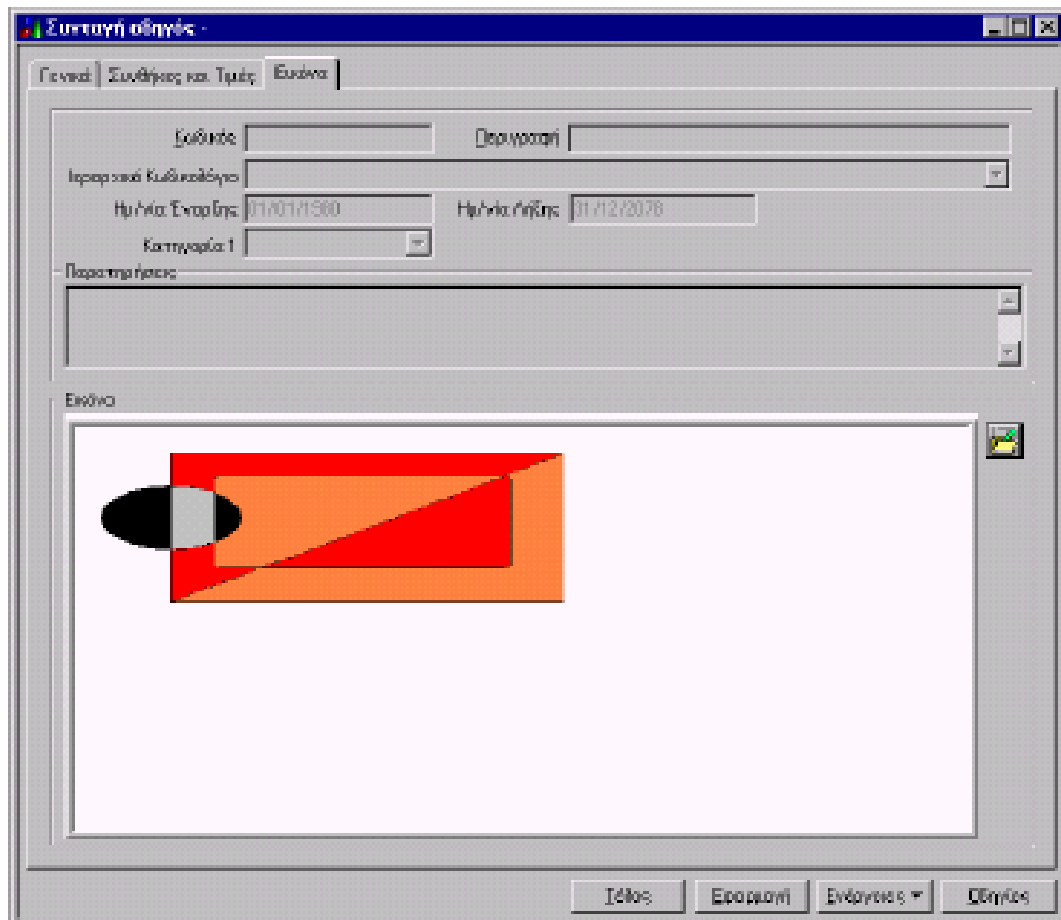 Συνταγή οδηγός -
Γενικά Συνθήκες και Τιμές Εικόνα
Κωδικός Περιγραφή
Ιεραρχικό Κωδικολόγιο
Ημ/νία Έναρξης 01/01/1980 Ημ/νία Λήξης 31/12/2078
Κατηγορία 1
Παρατηρήσεις
Εικόνα
Τέλος Εφαρμογή Ενέργειες Οδηγίες